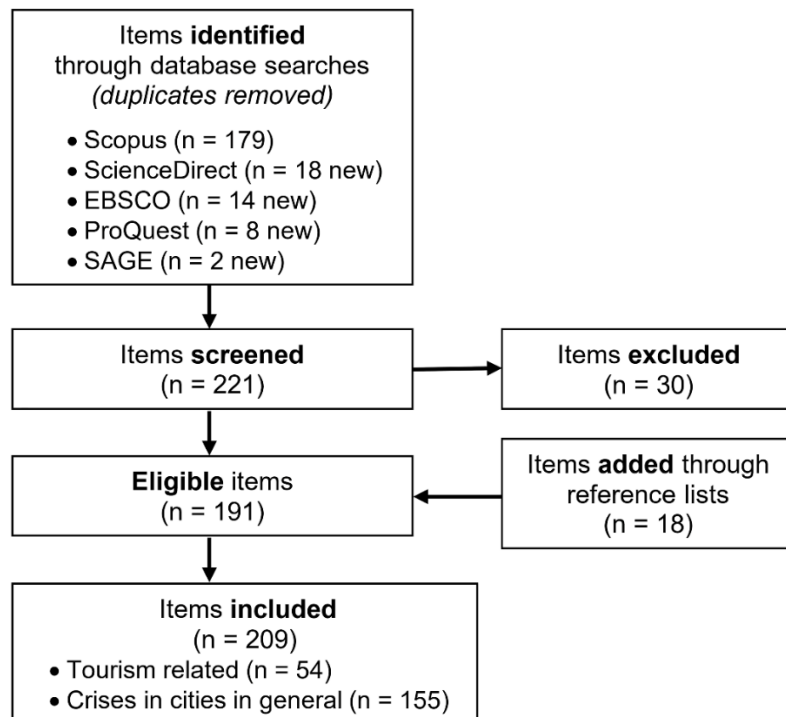 Items identified
through database searches
(duplicates removed)
• Scopus (n = 179)
• ScienceDirect (n = 18 new)
• EBSCO (n = 14 new)
• ProQuest (n = 8 new)
• SAGE (n = 2 new)
Items screened
(n = 221)
Items excluded
(n = 30)
Eligible items
(n = 191)
Items added through
reference lists
(n = 18)
Items included
(n = 209)
• Tourism related (n = 54)
• Crises in cities in general (n = 155)